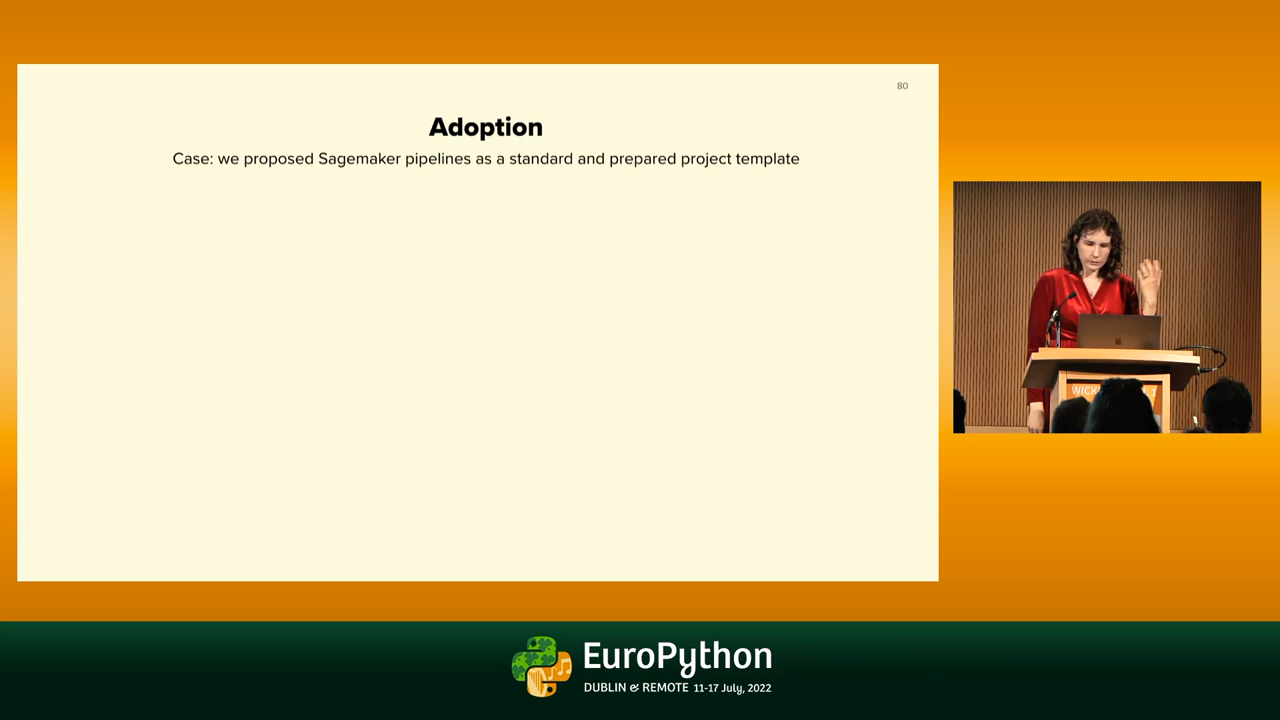 80
Adoption
Case: we proposed Sagemaker pipelines as a standard and prepared project template
EuroPython
DUBLIN & REMOTE 11-17 July, 2022